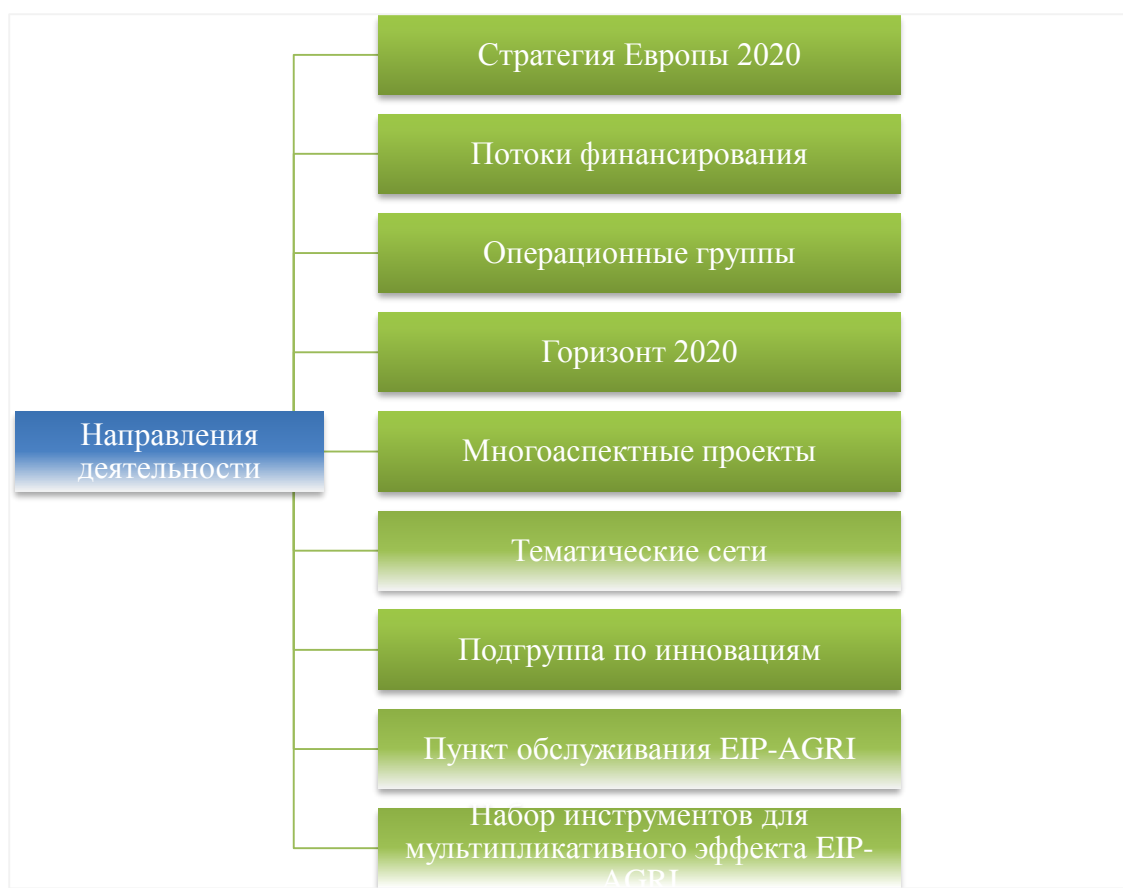 Стратегия Европы 2020
Потоки финансирования
Операционные группы
Горизонт 2020
Направления
деятельности
Многоаспектные проекты
Тематические сети
Подгруппа по инновациям
Пункт обслуживания EIP-AGRI
Набор инструментов для
мультипликативного эффекта EIP-
AGRI